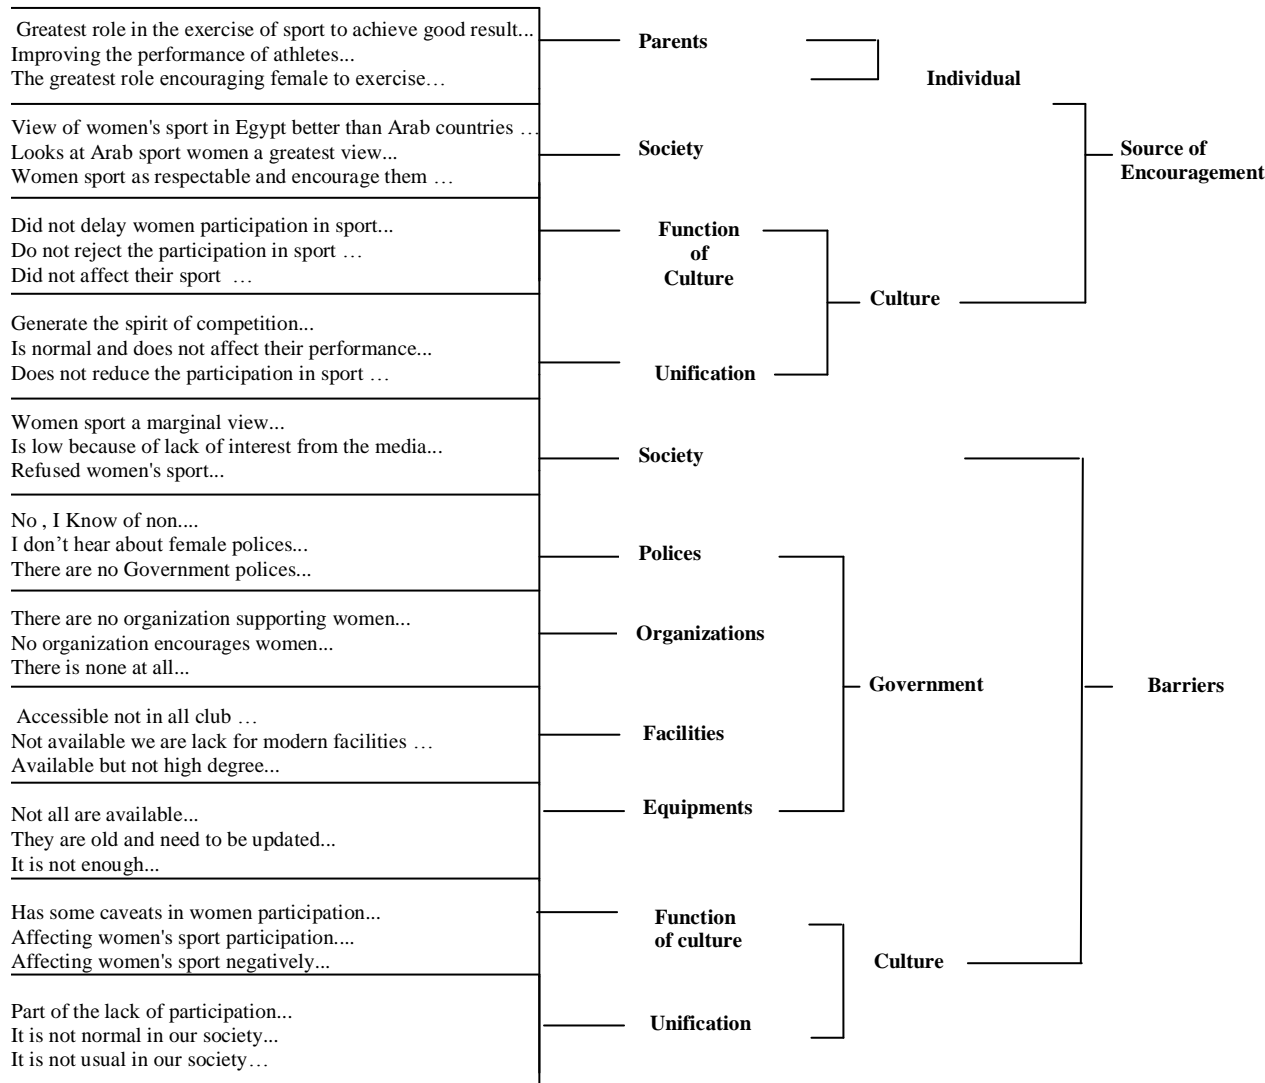 Greatest role in the exercise of sport to achieve good result...
Improving the performance of athletes...
The greatest role encouraging female to exercise…
Parents
Individual
View of women's sport in Egypt better than Arab countries …
Looks at Arab sport women a greatest view...
Women sport as respectable and encourage them …
Society
Source of
Encouragement
Did not delay women participation in sport...
Do not reject the participation in sport …
Did not affect their sport …
Function
of
Culture
Culture
Generate the spirit of competition...
Is normal and does not affect their performance...
Does not reduce the participation in sport …
Unification
Women sport a marginal view...
Is low because of lack of interest from the media...
Refused women's sport...
Society
No , I Know of non....
I don't hear about female polices...
There are no Government polices...
Polices
There are no organization supporting women...
No organization encourages women...
There is none at all...
Organizations
Government
Barriers
Accessible not in all club …
Not available we are lack for modern facilities …
Available but not high degree...
Facilities
Not all are available...
They are old and need to be updated...
It is not enough...
Equipments
Has some caveats in women participation...
Affecting women's sport participation....
Affecting women's sport negatively...
Function
of culture
Culture
Part of the lack of participation...
It is not normal in our society...
It is not usual in our society…
Unification